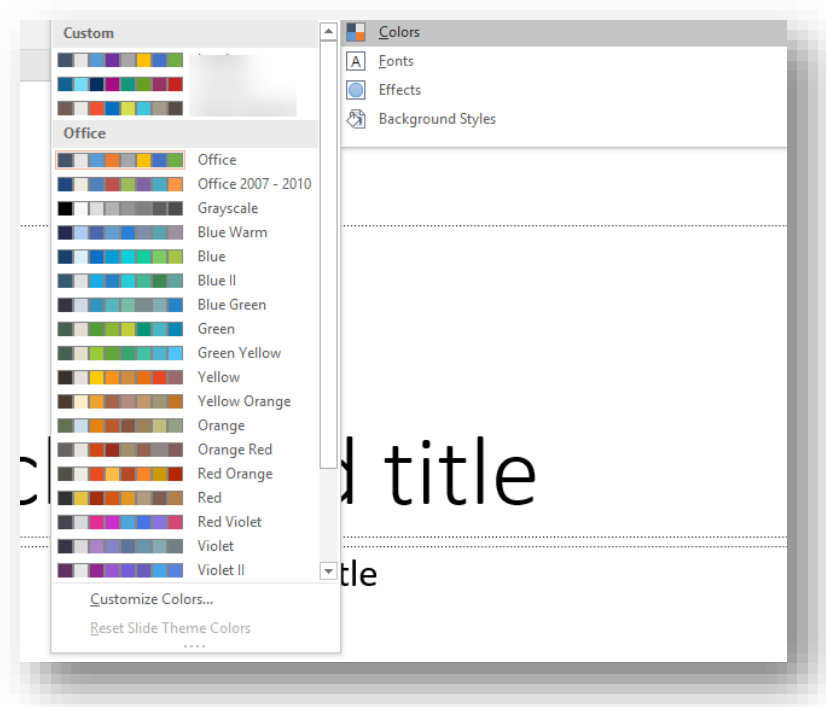 Custom
Office
Office
Office 2007 - 2010
Grayscale
Blue Warm
Blue
Blue II
Blue Green
Green
Green Yellow
Yellow
Yellow Orange
Orange
Orange Red
Red Orange
Red
Red Violet
Violet
Violet II
Customize Colors...
Reset Slide Theme Colors
Colors
A Fonts
Effects
Background Styles
title